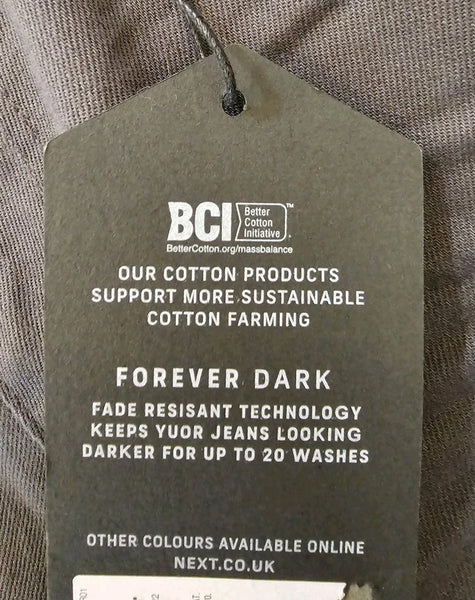 BCI
Better
Cotton
Initiative
TM
BetterCotton.org/massbalance
OUR COTTON PRODUCTS
SUPPORT MORE SUSTAINABLE
COTTON FARMING
FOREVER DARK
FADE RESISANT TECHNOLOGY
KEEPS YUOR JEANS LOOKING
DARKER FOR UP TO 20 WASHES
OTHER COLOURS AVAILABLE ONLINE
NEXT.CO.UK